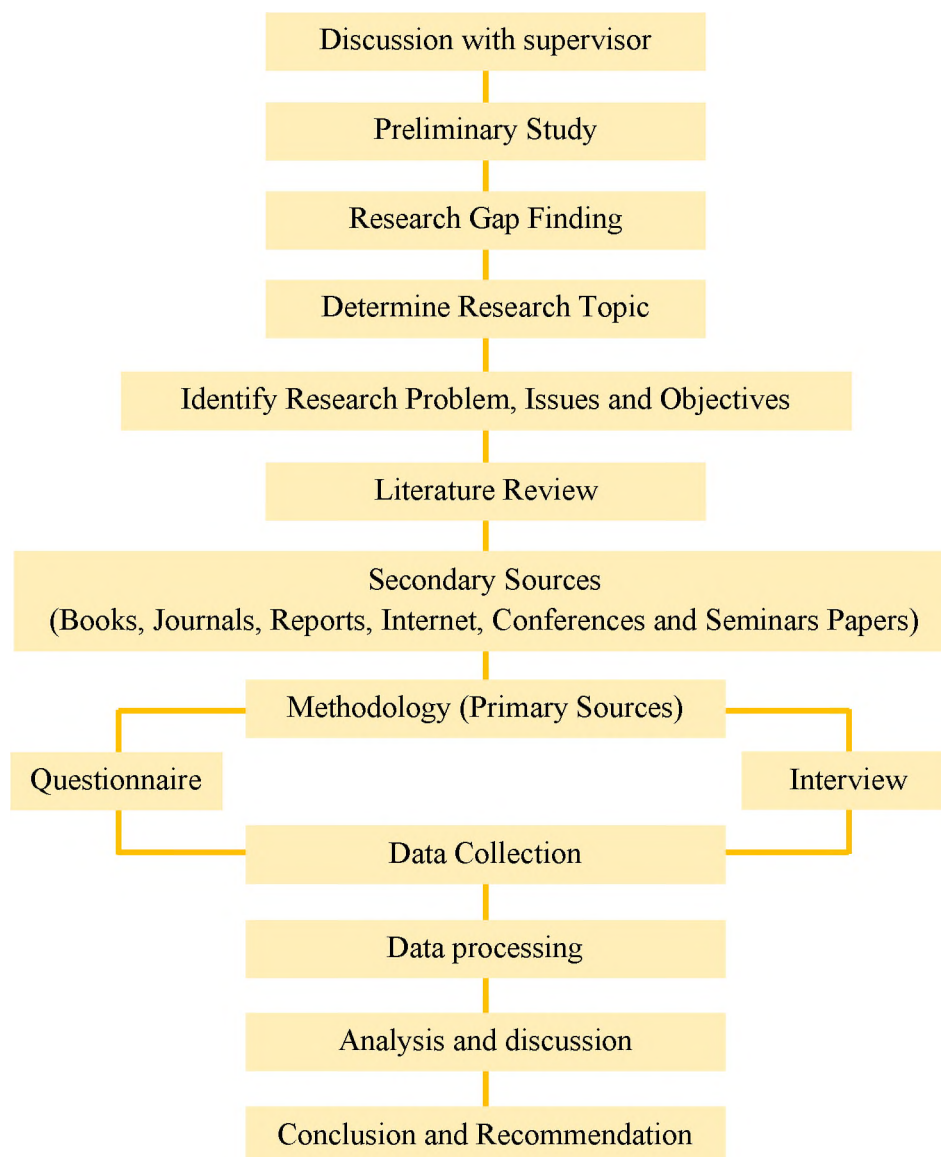 Discussion with supervisor
Preliminary Study
Research Gap Finding
Determine Research Topic
Identify Research Problem, Issues and Objectives
Literature Review
Secondary Sources
(Books, Journals, Reports, Internet, Conferences and Seminars Papers)
Methodology (Primary Sources)
Questionnaire
Interview
Data Collection
Data processing
Analysis and discussion
Conclusion and Recommendation